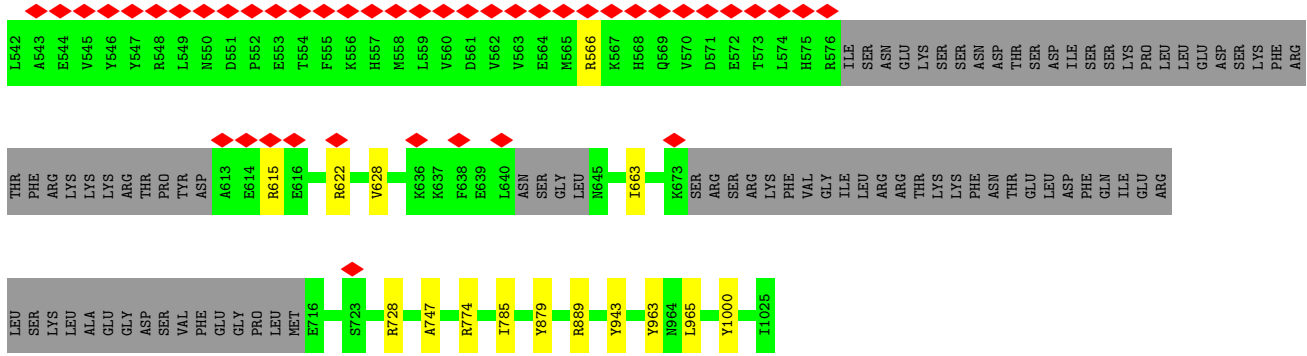 L542 A543 E544 V545 Y546 Y547 R548 L549 N550 D551 P552 E553 T554 F555 K556 H557 M558 L559 V560 D561 V562 V563 E564 M565 R566 K567 H568 Q569 V570 D571 E572 T573 L574 H575 R576 ILE SER ASN GLU LYS SER SER ASN ASP THR SER ASP ILE SER SER LYS PRO LEU LEU GLU ASP SER LYS PHE ARG
THR PHE ARG LYS LYS LYS ARG THR PRO TYR ASP A613 E614 R615 E616 R622 V628 K636 K637 F638 E639 L640 ASN SER GLY LEU N645 I663 K673 SER ARG SER ARG LYS PHE VAL GLY ILE LEU ARG ARG THR LYS LYS PHE ASN THR GLU LEU ASP PHE GLN ILE GLU ARG
LEU SER LYS LEU ALA GLU GLY ASP SER VAL PHE GLU GLY PRO LEU MET E716 S723 R728 A747 R774 I785 Y879 R889 Y943 Y963 N964 L965 Y1000 I1025